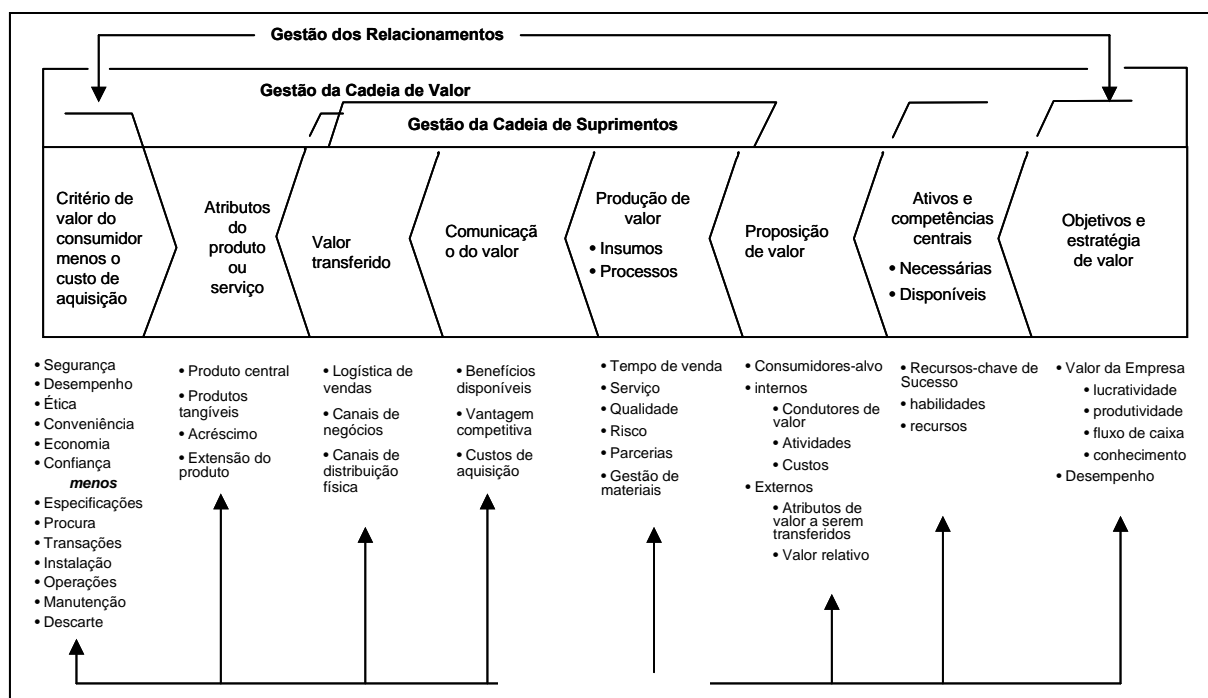 Gestão dos Relacionamentos
Gestão da Cadeia de Valor
Gestão da Cadeia de Suprimentos
Critério de
valor do
consumidor
menos o
custo de
aquisição
Atributos
do
produto
ou
serviço
Valor
transferido
Comunicaçã
o do valor
Produção de
valor
• Insumos
• Processos
Proposição
de valor
Ativos e
competências
centrais
• Necessárias
• Disponíveis
Objetivos e
estratégia
de valor
• Segurança
• Desempenho
• Ética
• Conveniência
• Economia
• Confiança
menos
• Especificações
• Procura
• Transações
• Instalação
• Operações
• Manutenção
• Descarte
• Produto central
• Produtos
tangíveis
• Acréscimo
• Extensão do
produto
• Logística de
vendas
• Canais de
negócios
• Canais de
distribuição
física
• Benefícios
disponíveis
• Vantagem
competitiva
• Custos de
aquisição
• Tempo de venda
• Serviço
• Qualidade
• Risco
• Parcerias
• Gestão de
materiais
• Consumidores-alvo
• internos
• Condutores de
valor
• Atividades
• Custos
• Externos
• Atributos de
valor a serem
transferidos
• Valor relativo
• Recursos-chave de
Sucesso
• habilidades
• recursos
• Valor da Empresa
• lucratividade
• produtividade
• fluxo de caixa
• conhecimento
• Desempenho